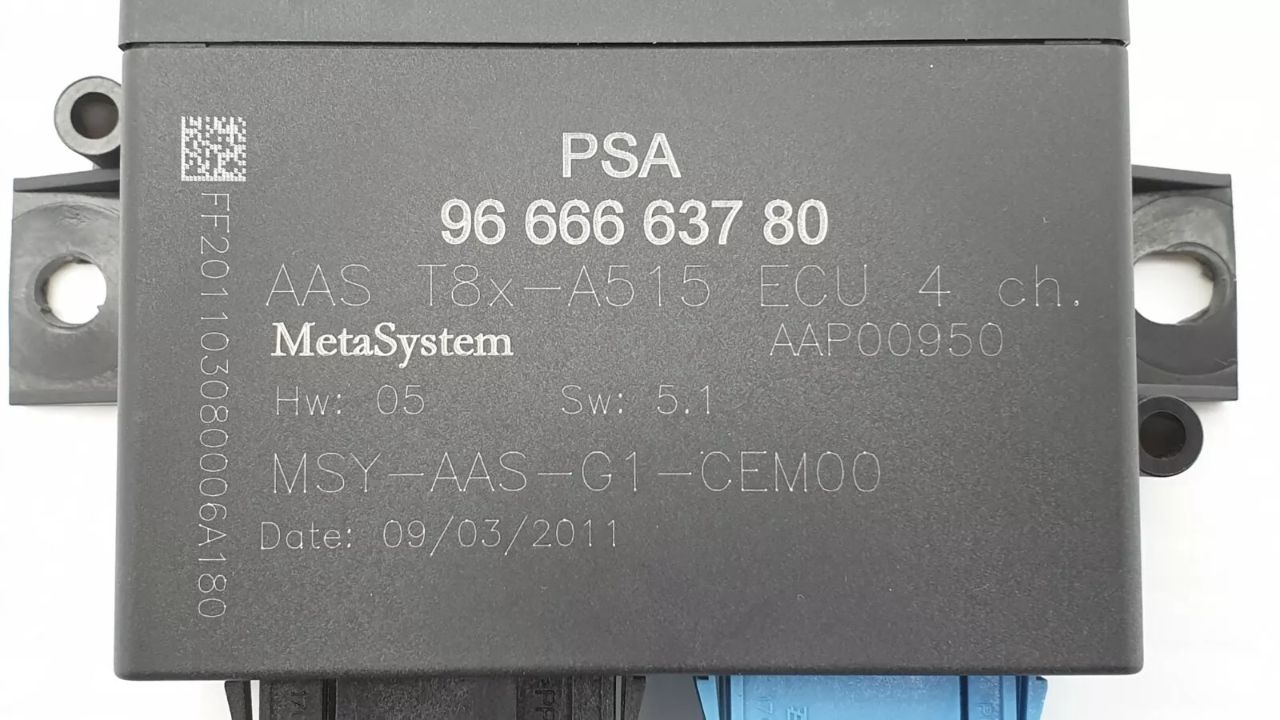 PSA
96 666 637 80
AAS T8x-A515 ECU 4 ch.
MetaSystem AAP00950
Hw: 05 Sw: 5.1
MSY-AAS-G1-CEM00
Date: 09/03/2011
FF201103080006A180